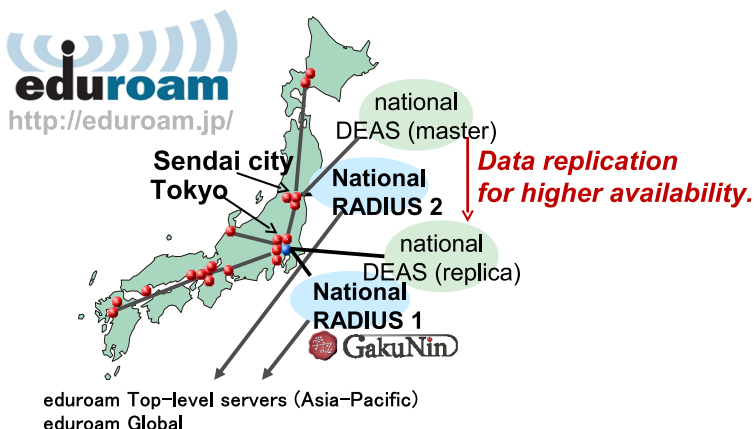 eduroam
http://eduroam.jp/
national
DEAS (master)
Sendai city
Tokyo
National
RADIUS 2
Data replication
for higher availability.
national
DEAS (replica)
National
RADIUS 1
学認
GakuNin
eduroam Top-level servers (Asia-Pacific)
eduroam Global